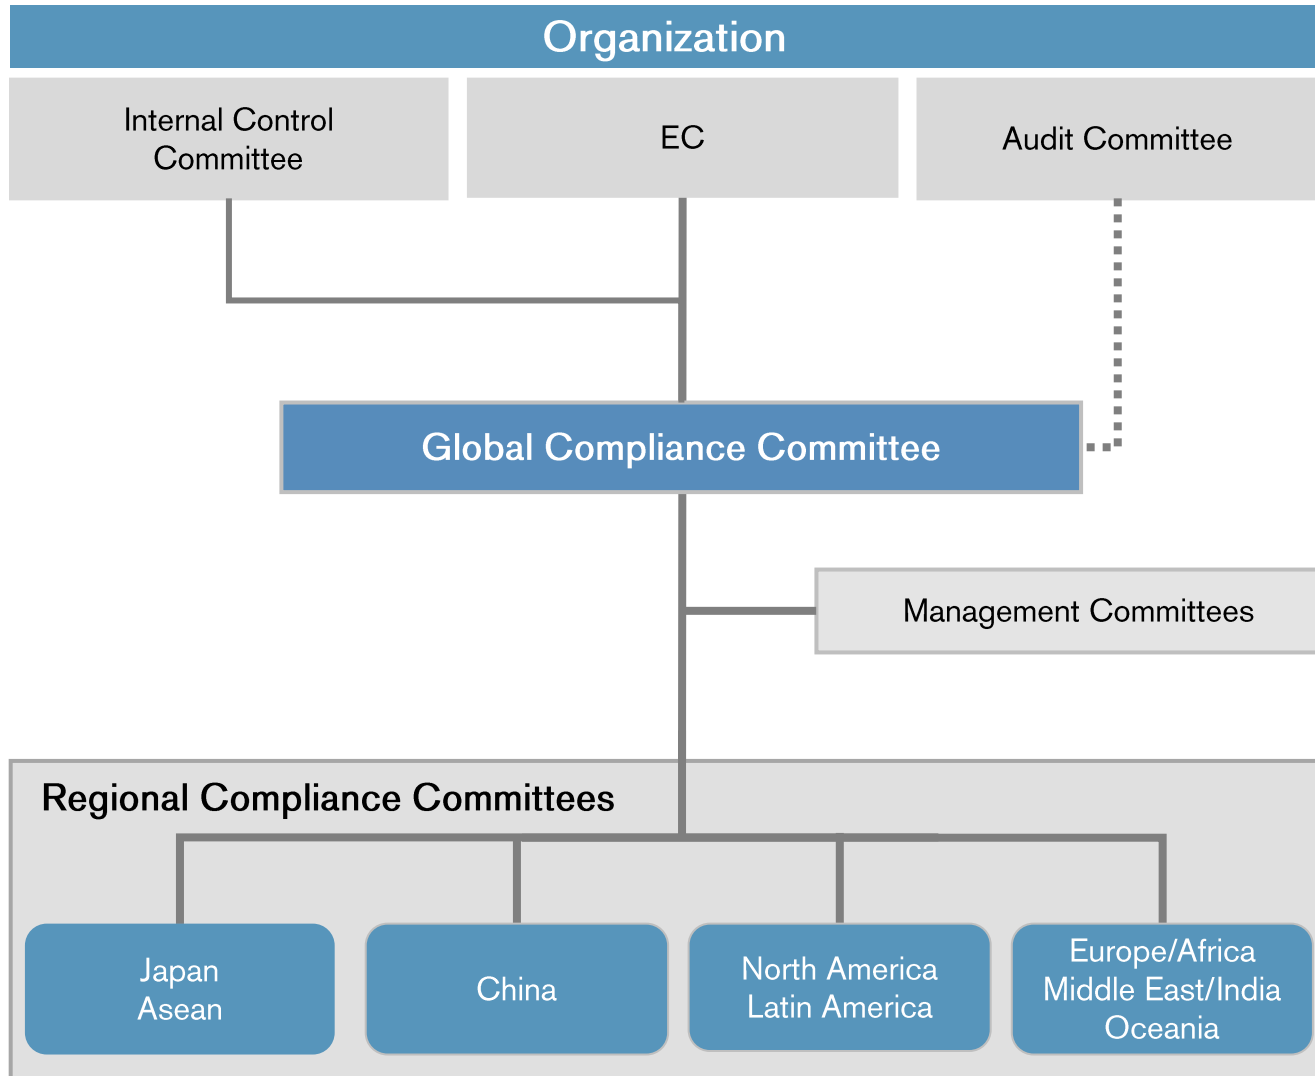 Organization
Internal Control
Committee
EC
Audit Committee
Global Compliance Committee
Management Committees
Regional Compliance Committees
Japan
Asean
China
North America
Latin America
Europe/Africa
Middle East/India
Oceania